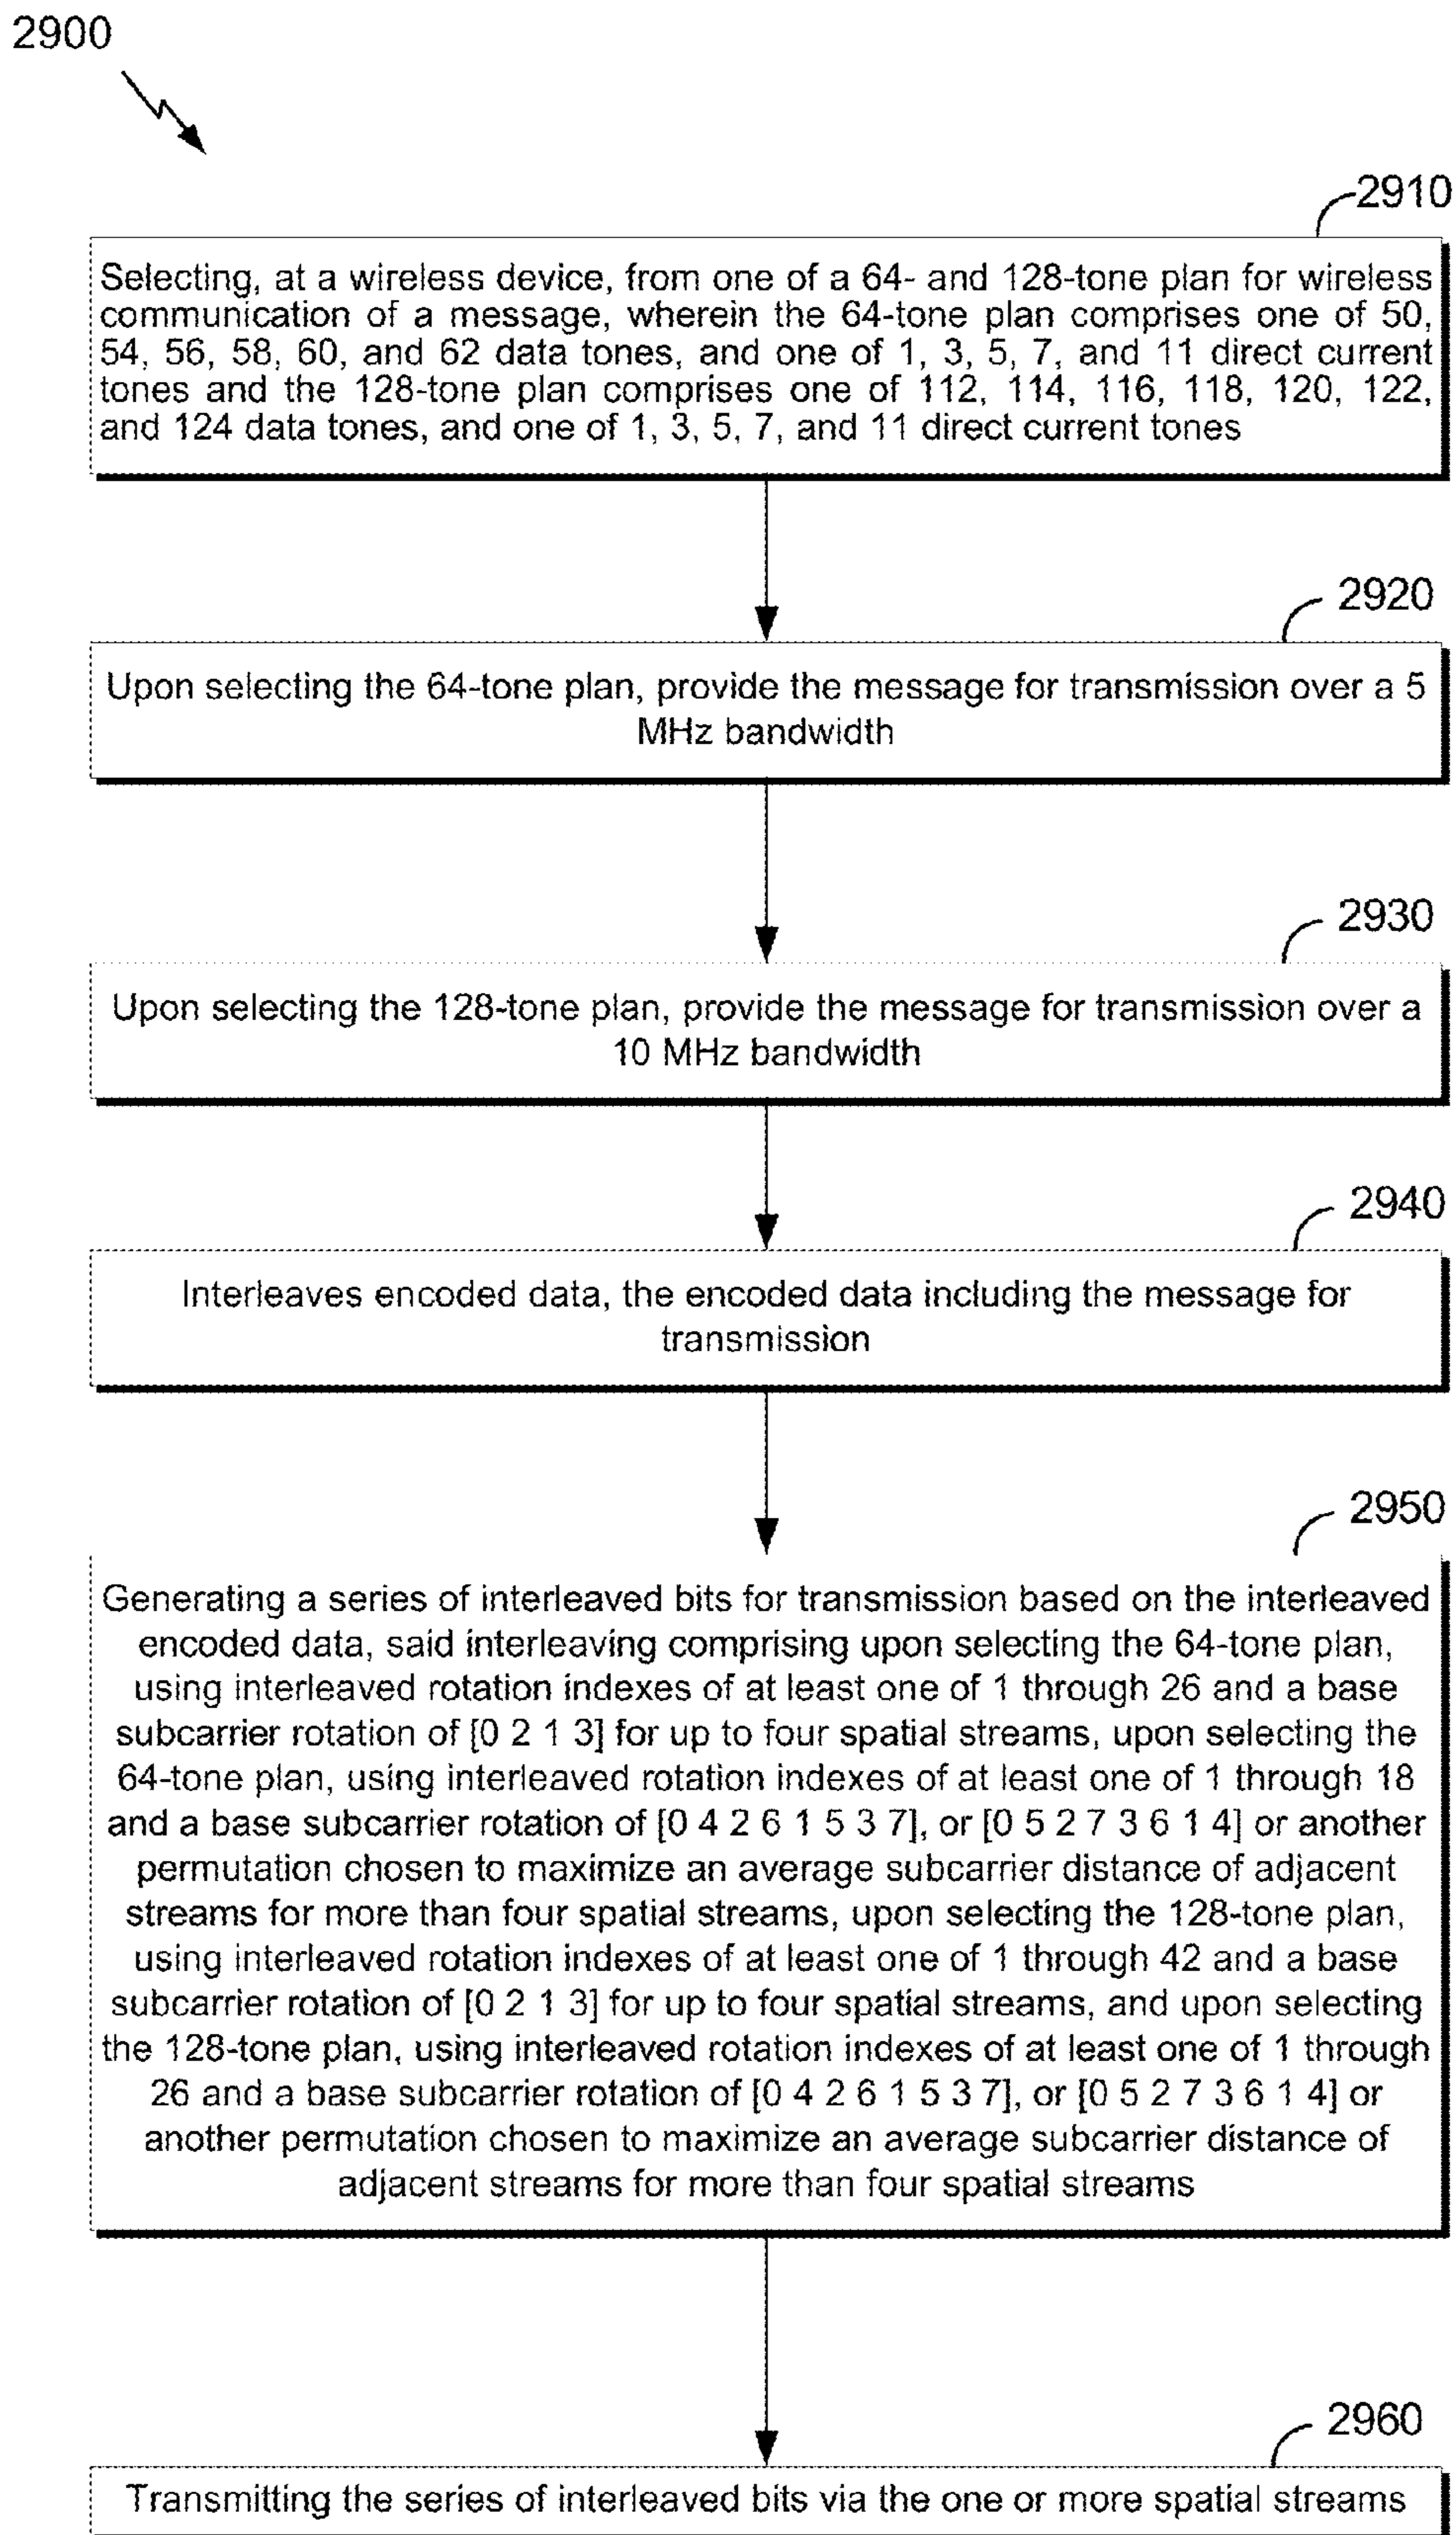 2900
2910
Selecting, at a wireless device, from one of a 64- and 128-tone plan for wireless
communication of a message, wherein the 64-tone plan comprises one of 50,
54, 56, 58, 60, and 62 data tones, and one of 1, 3, 5, 7, and 11 direct current
tones and the 128-tone plan comprises one of 112, 114, 116, 118, 120, 122,
and 124 data tones, and one of 1, 3, 5, 7, and 11 direct current tones
2920
Upon selecting the 64-tone plan, provide the message for transmission over a 5
MHz bandwidth
2930
Upon selecting the 128-tone plan, provide the message for transmission over a
10 MHz bandwidth
2940
Interleaves encoded data, the encoded data including the message for
transmission
2950
Generating a series of interleaved bits for transmission based on the interleaved
encoded data, said interleaving comprising upon selecting the 64-tone plan,
using interleaved rotation indexes of at least one of 1 through 26 and a base
subcarrier rotation of [0 2 1 3] for up to four spatial streams, upon selecting the
64-tone plan, using interleaved rotation indexes of at least one of 1 through 18
and a base subcarrier rotation of [0 4 2 6 1 5 3 7], or [0 5 2 7 3 6 1 4] or another
permutation chosen to maximize an average subcarrier distance of adjacent
streams for more than four spatial streams, upon selecting the 128-tone plan,
using interleaved rotation indexes of at least one of 1 through 42 and a base
subcarrier rotation of [0 2 1 3] for up to four spatial streams, and upon selecting
the 128-tone plan, using interleaved rotation indexes of at least one of 1 through
26 and a base subcarrier rotation of [0 4 2 6 1 5 3 7], or [0 5 2 7 3 6 1 4] or
another permutation chosen to maximize an average subcarrier distance of
adjacent streams for more than four spatial streams
2960
Transmitting the series of interleaved bits via the one or more spatial streams